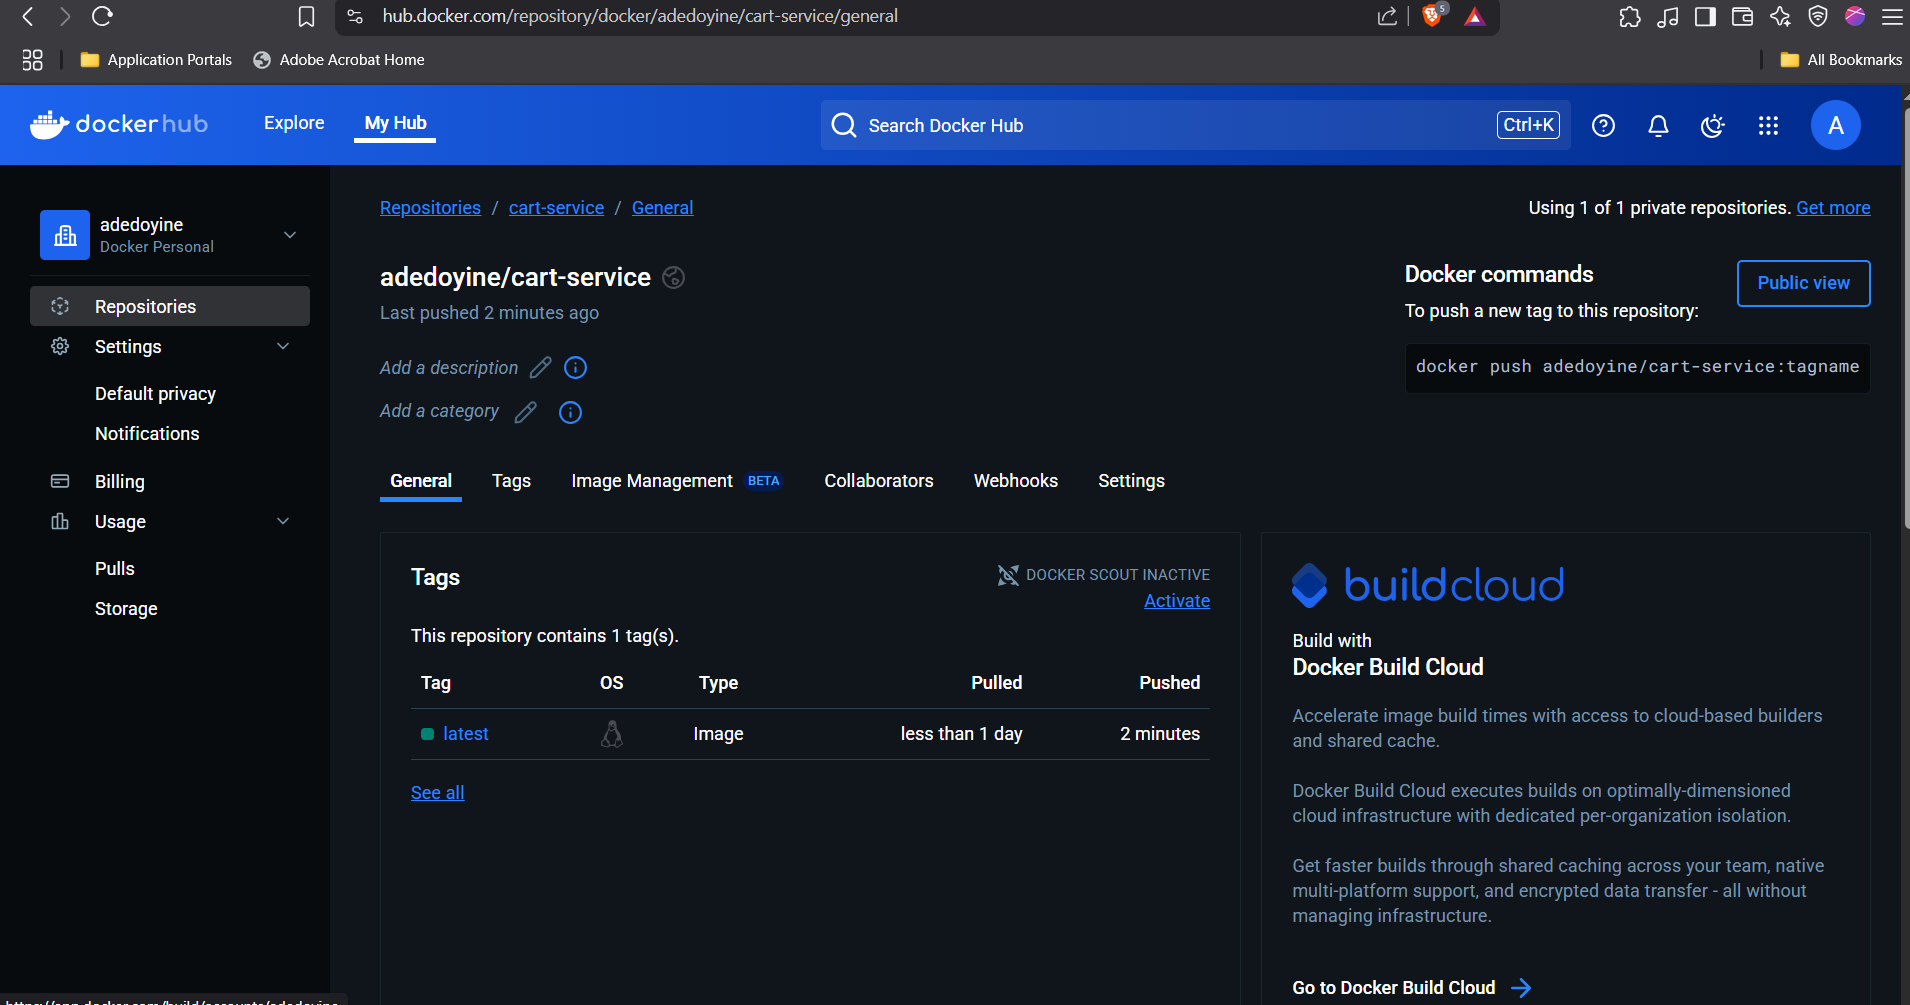 hub.docker.com/repository/docker/adedoyine/cart-service/general
5
Application Portals
Adobe Acrobat Home
All Bookmarks
dockerhub
Explore
My Hub
Search Docker Hub
Ctrl+K
A
adedoyine
Docker Personal
Repositories
Settings
Default privacy
Notifications
Billing
Usage
Pulls
Storage
Repositories / cart-service / General
Using 1 of 1 private repositories. Get more
adedoyine/cart-service
Last pushed 2 minutes ago
Add a description
Add a category
Docker commands
Public view
To push a new tag to this repository:
docker push adedoyine/cart-service:tagname
General
Tags
Image Management BETA
Collaborators
Webhooks
Settings
Tags
DOCKER SCOUT INACTIVE
Activate
This repository contains 1 tag(s).
Tag OS Type Pulled Pushed
latest Image less than 1 day 2 minutes
See all
buildcloud
Build with
Docker Build Cloud
Accelerate image build times with access to cloud-based builders
and shared cache.
Docker Build Cloud executes builds on optimally-dimensioned
cloud infrastructure with dedicated per-organization isolation.
Get faster builds through shared caching across your team, native
multi-platform support, and encrypted data transfer - all without
managing infrastructure.
Go to Docker Build Cloud